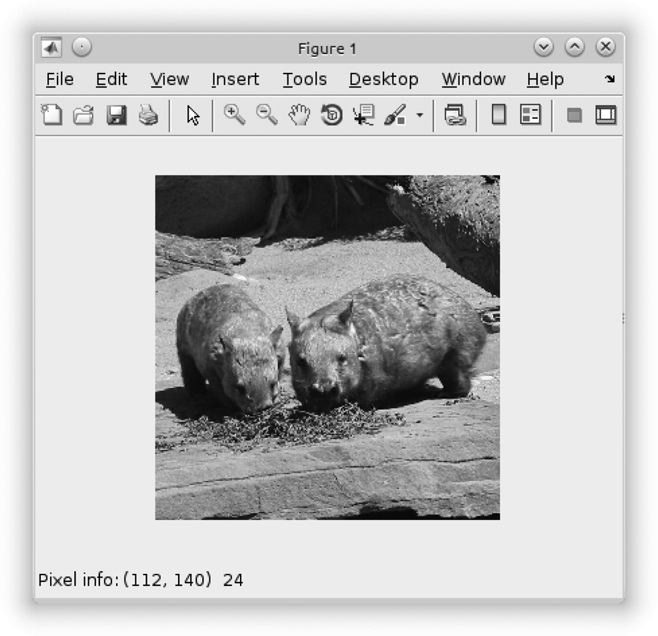 Figure 1
File Edit View Insert Tools Desktop Window Help
Pixel info: (112, 140) 24